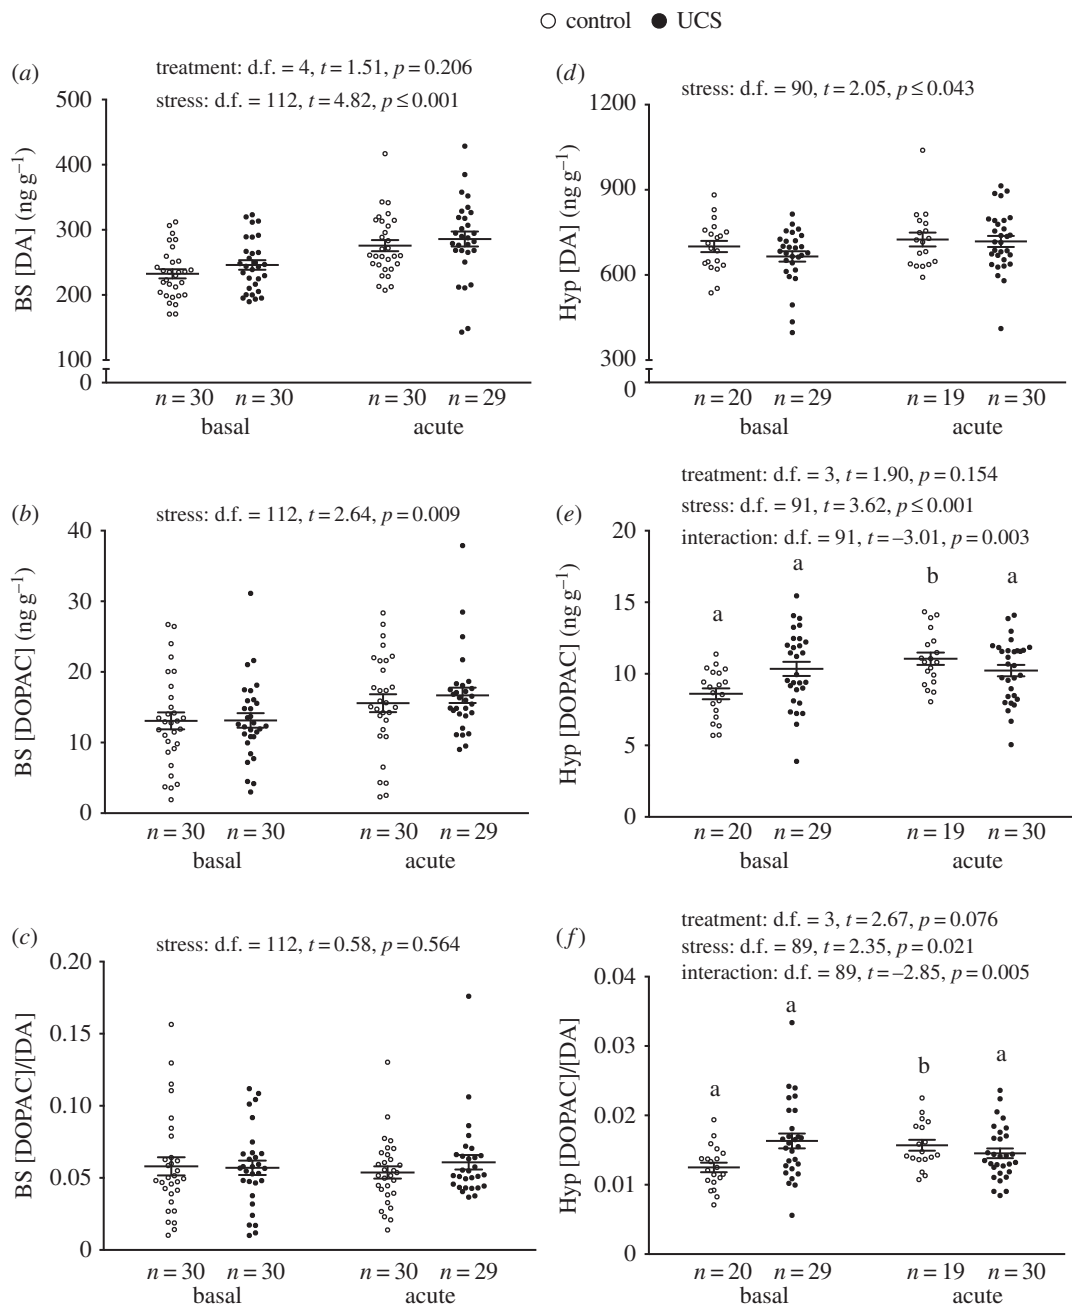 control UCS
(a)
treatment: d.f. = 4, t = 1.51, p = 0.206
stress: d.f. = 112, t = 4.82, p ≤ 0.001
BS [DA] (ng g⁻¹)
500
400
300
200
100
0
n = 30 n = 30 n = 30 n = 29
basal acute
(d)
stress: d.f. = 90, t = 2.05, p ≤ 0.043
Hyp [DA] (ng g⁻¹)
1200
900
600
300
0
n = 20 n = 29 n = 19 n = 30
basal acute
(b)
stress: d.f. = 112, t = 2.64, p = 0.009
BS [DOPAC] (ng g⁻¹)
40
30
20
10
0
n = 30 n = 30 n = 30 n = 29
basal acute
(e)
treatment: d.f. = 3, t = 1.90, p = 0.154
stress: d.f. = 91, t = 3.62, p ≤ 0.001
interaction: d.f. = 91, t = –3.01, p = 0.003
Hyp [DOPAC] (ng g⁻¹)
20
15
10
5
0
a a b a
n = 20 n = 29 n = 19 n = 30
basal acute
(c)
stress: d.f. = 112, t = 0.58, p = 0.564
BS [DOPAC]/[DA]
0.20
0.15
0.10
0.05
0
n = 30 n = 30 n = 30 n = 29
basal acute
(f)
treatment: d.f. = 3, t = 2.67, p = 0.076
stress: d.f. = 89, t = 2.35, p = 0.021
interaction: d.f. = 89, t = –2.85, p = 0.005
Hyp [DOPAC]/[DA]
0.04
0.03
0.02
0.01
0
a a b a
n = 20 n = 29 n = 19 n = 30
basal acute